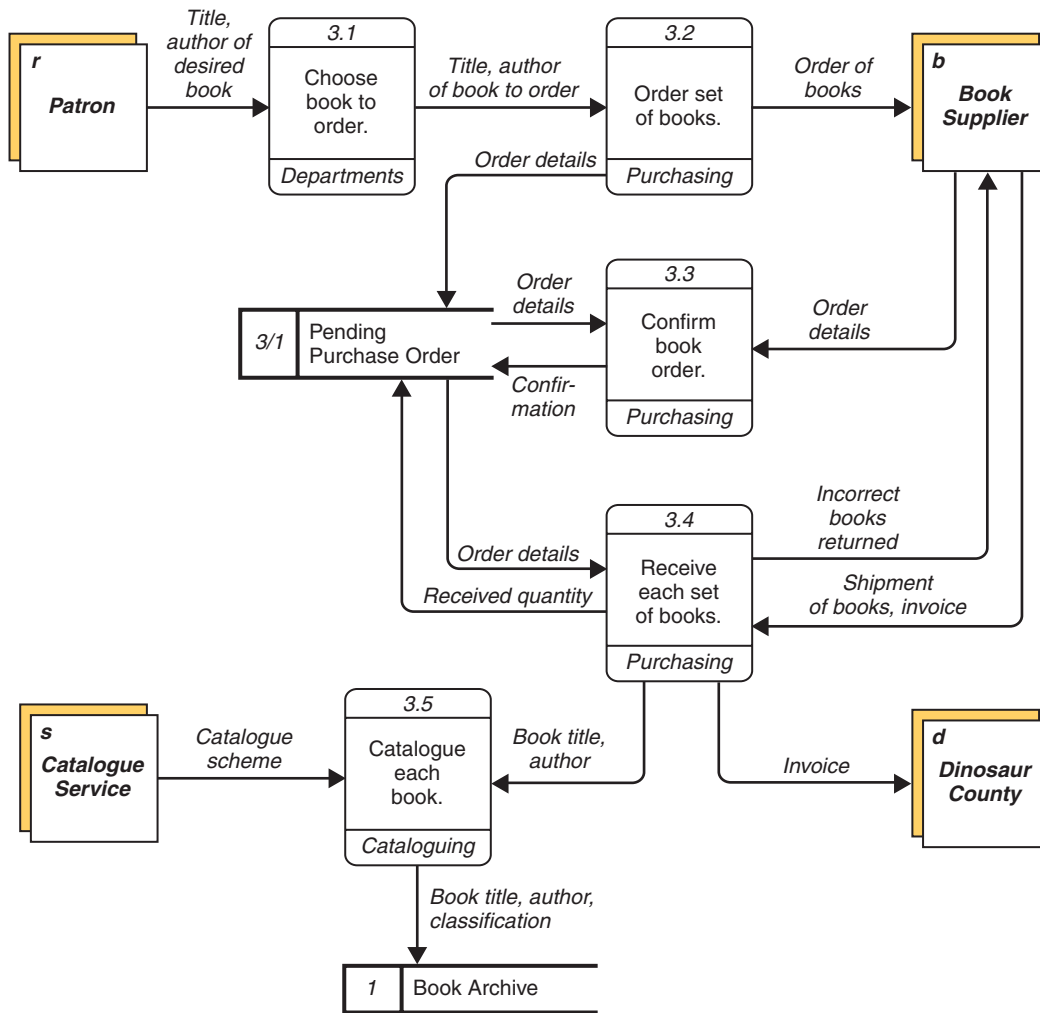 r
Patron
Title,
author of
desired
book
3.1
Choose
book to
order.
Departments
Title, author
of book to order
3.2
Order set
of books.
Purchasing
Order of
books
b
Book
Supplier
Order details
3/1
Pending
Purchase Order
Order
details
Confir-
mation
3.3
Confirm
book
order.
Purchasing
Order
details
Order details
Received quantity
3.4
Receive
each set
of books.
Purchasing
Incorrect
books
returned
Shipment
of books, invoice
s
Catalogue
Service
Catalogue
scheme
3.5
Catalogue
each
book.
Cataloguing
Book title,
author
Invoice
d
Dinosaur
County
Book title, author,
classification
1
Book Archive